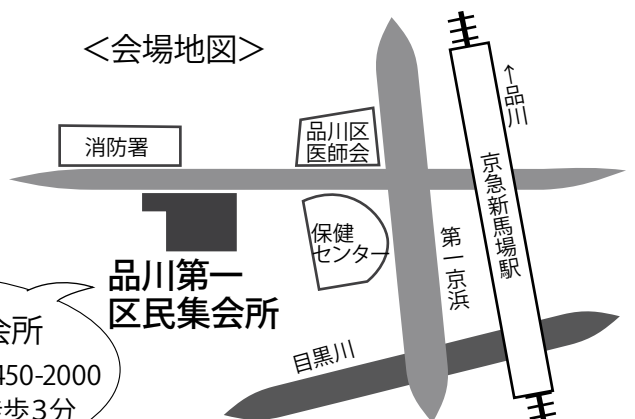 ＜会場地図＞
↑品川
消防署
品川区
医師会
京急新馬場駅
保健
センター
第一京浜
品川第一
区民集会所
目黒川
会所
450-2000
歩3分